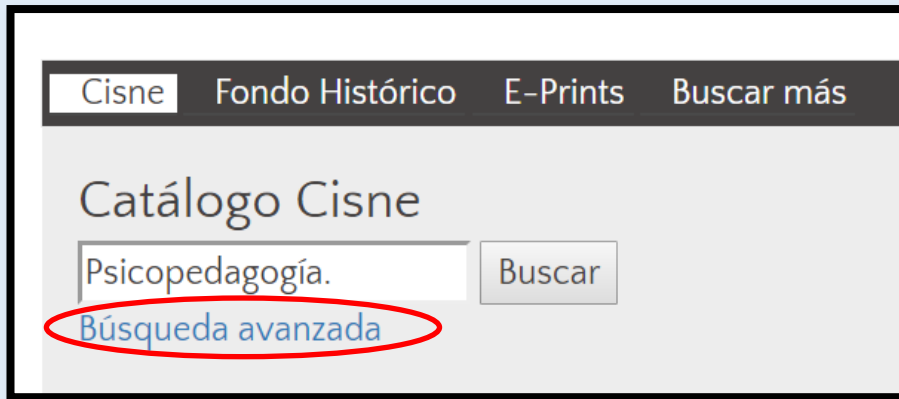 Cisne Fondo Histórico E-Prints Buscar más
Catálogo Cisne
Psicopedagogía. Buscar
Búsqueda avanzada